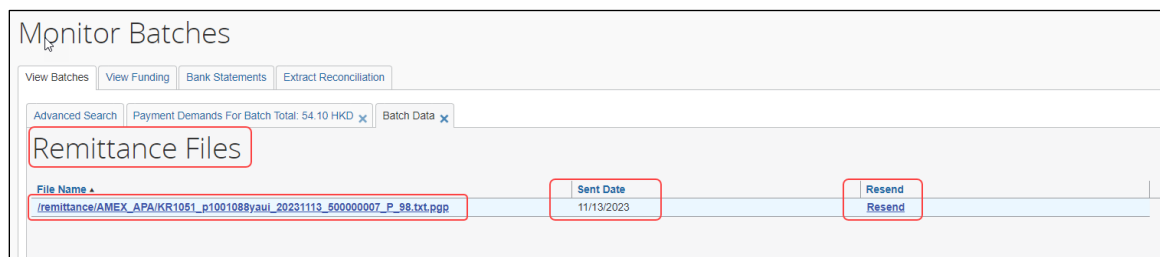 Monitor Batches
View Batches View Funding Bank Statements Extract Reconciliation
Advanced Search Payment Demands For Batch Total: 54.10 HKD x Batch Data x
Remittance Files
File Name ▲ Sent Date Resend
/remittance/AMEX_APA/KR1051_p1001088yaui_20231113_500000007_P_98.txt.pgp 11/13/2023 Resend